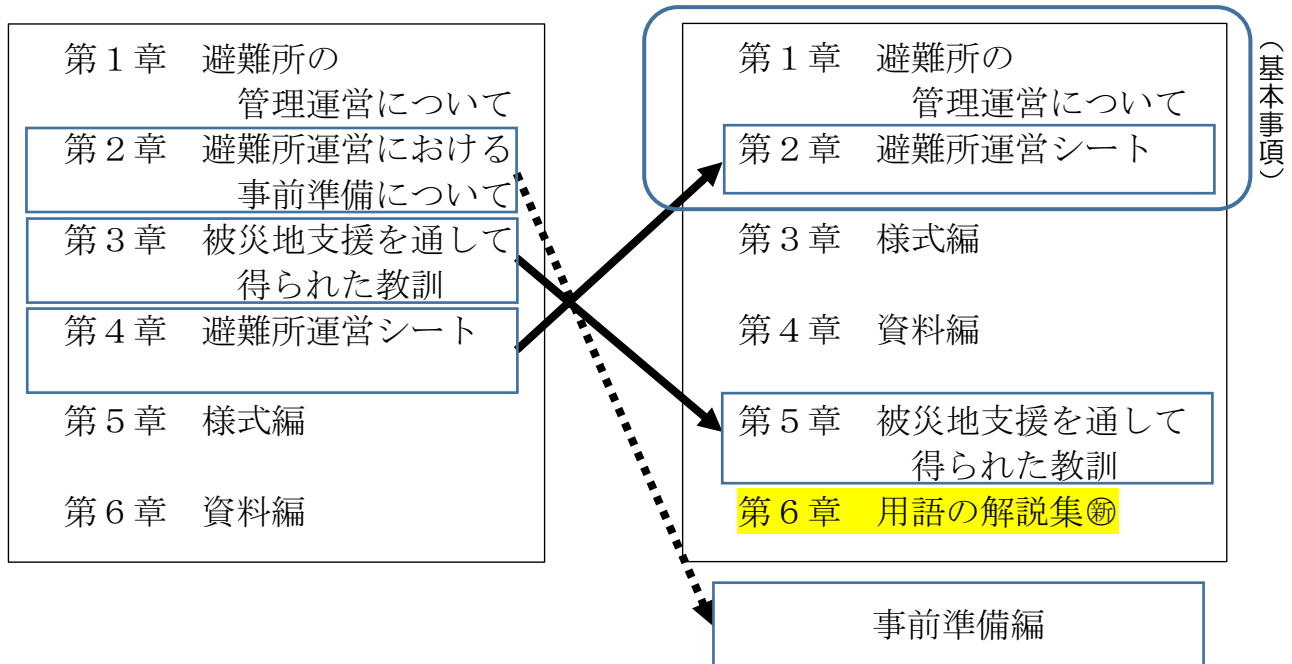 第１章　避難所の
管理運営について
第２章　避難所運営における
事前準備について
第３章　被災地支援を通して
得られた教訓
第４章　避難所運営シート
第５章　様式編
第６章　資料編
第１章　避難所の
管理運営について
第２章　避難所運営シート
第３章　様式編
第４章　資料編
第５章　被災地支援を通して
得られた教訓
第６章　用語の解説集㋿
事前準備編
（基本事項）